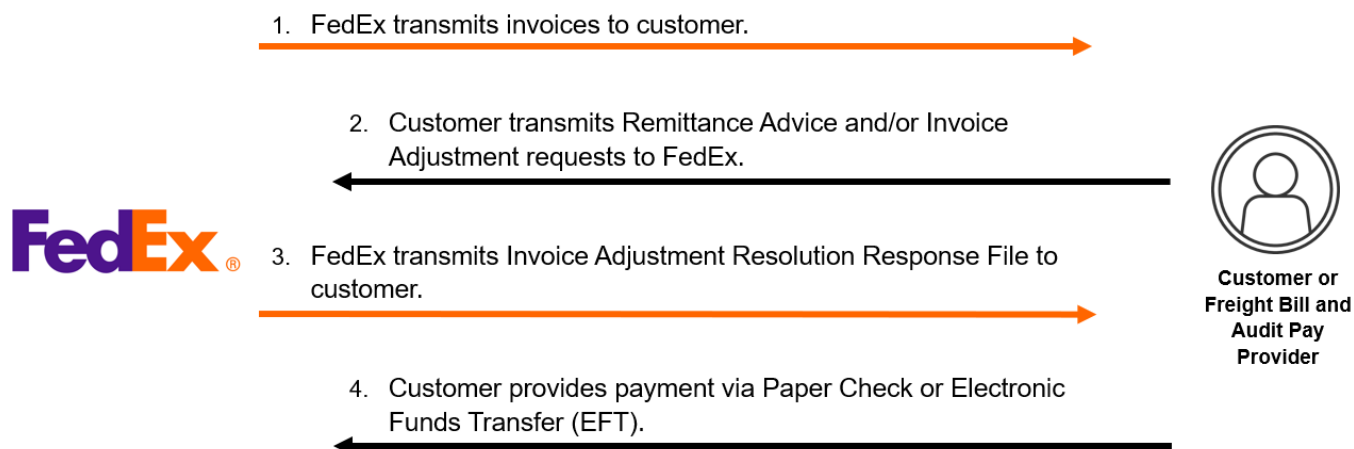 1. FedEx transmits invoices to customer.
2. Customer transmits Remittance Advice and/or Invoice
Adjustment requests to FedEx.
FedEx®
3. FedEx transmits Invoice Adjustment Resolution Response File to
customer.
Customer or
Freight Bill and
Audit Pay
Provider
4. Customer provides payment via Paper Check or Electronic
Funds Transfer (EFT).